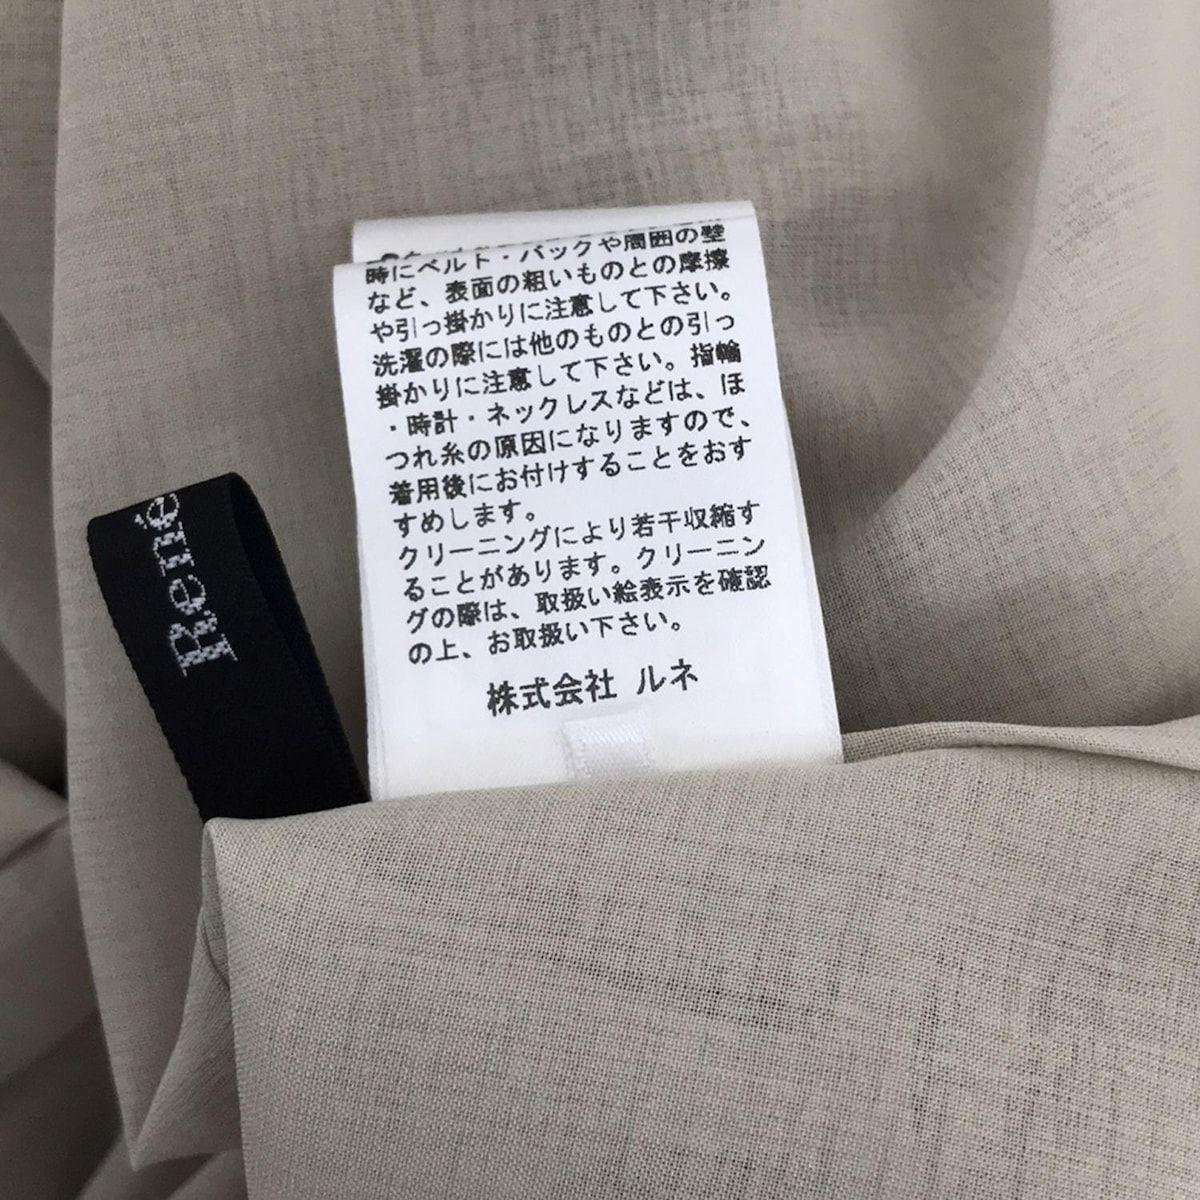 時にベルト・バックや周囲の壁
など、表面の粗いものとの摩擦
や引っ掛かりに注意して下さい。
洗濯の際には他のものとの引っ
掛かりに注意して下さい。指輪
・時計・ネックレスなどは、ほ
つれ糸の原因になりますので、
着用後にお付けすることをおす
すめします。
クリーニングにより若干収縮す
ることがあります。クリーニン
グの際は、取扱い絵表示を確認
の上、お取扱い下さい。
株式会社 ルネ
René